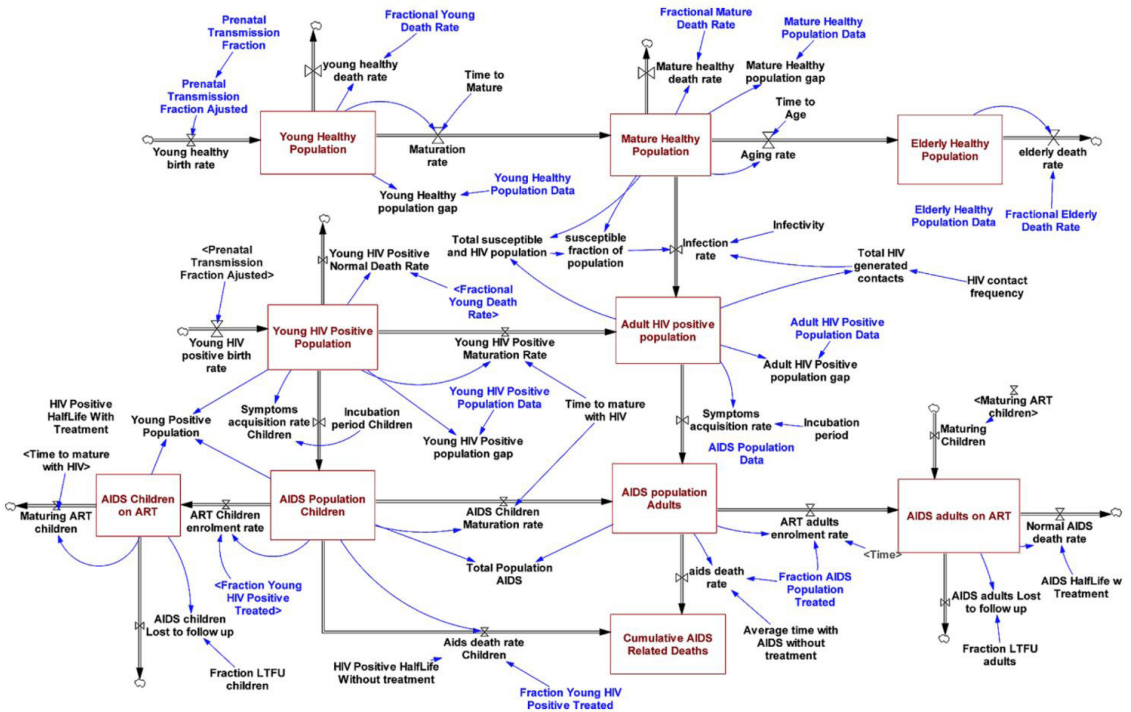 Prenatal
Transmission
Fraction
Fractional Young
Death Rate
Fractional Mature
Death Rate
Mature Healthy
Population Data
young healthy
death rate
Time to
Mature
Mature healthy
death rate
Mature Healthy
population gap
Prenatal
Transmission
Fraction Ajusted
Time to
Age
Young healthy
birth rate
Young Healthy
Population
Maturation
rate
Mature Healthy
Population
Aging rate
Elderly Healthy
Population
elderly death
rate
Young Healthy
population gap
Young Healthy
Population Data
Elderly Healthy
Population Data
Fractional Elderly
Death Rate
<Prenatal
Transmission
Fraction Ajusted>
Young HIV Positive
Normal Death Rate
Total susceptible
and HIV population
susceptible
fraction of
population
Infection
rate
Infectivity
Total HIV
generated
contacts
HIV contact
frequency
<Fractional
Young Death
Rate>
Young HIV
positive birth
rate
Young HIV Positive
Population
Young HIV Positive
Maturation Rate
Adult HIV positive
population
Adult HIV Positive
Population Data
Adult HIV Positive
population gap
HIV Positive
HalfLife With
Treatment
Young Positive
Population
Symptoms
acquisition rate
Children
Incubation
period Children
Young HIV Positive
Population Data
Young HIV Positive
population gap
Time to mature
with HIV
Symptoms
acquisition rate
Incubation
period
AIDS Population
Data
<Maturing ART
children>
Maturing
Children
<Time to mature
with HIV>
Maturing ART
children
AIDS Children
on ART
ART Children
enrolment rate
AIDS Population
Children
AIDS Children
Maturation rate
AIDS population
Adults
ART adults
enrolment rate
<Time>
AIDS adults on ART
Normal AIDS
death rate
<Fraction Young
HIV Positive
Treated>
Total Population
AIDS
aids death
rate
Fraction AIDS
Population
Treated
AIDS HalfLife w
Treatment
AIDS children
Lost to follow up
AIDS adults Lost
to follow up
Fraction LTFU
children
HIV Positive HalfLife
Without treatment
Aids death rate
Children
Cumulative AIDS
Related Deaths
Average time with
AIDS without
treatment
Fraction LTFU
adults
Fraction Young HIV
Positive Treated